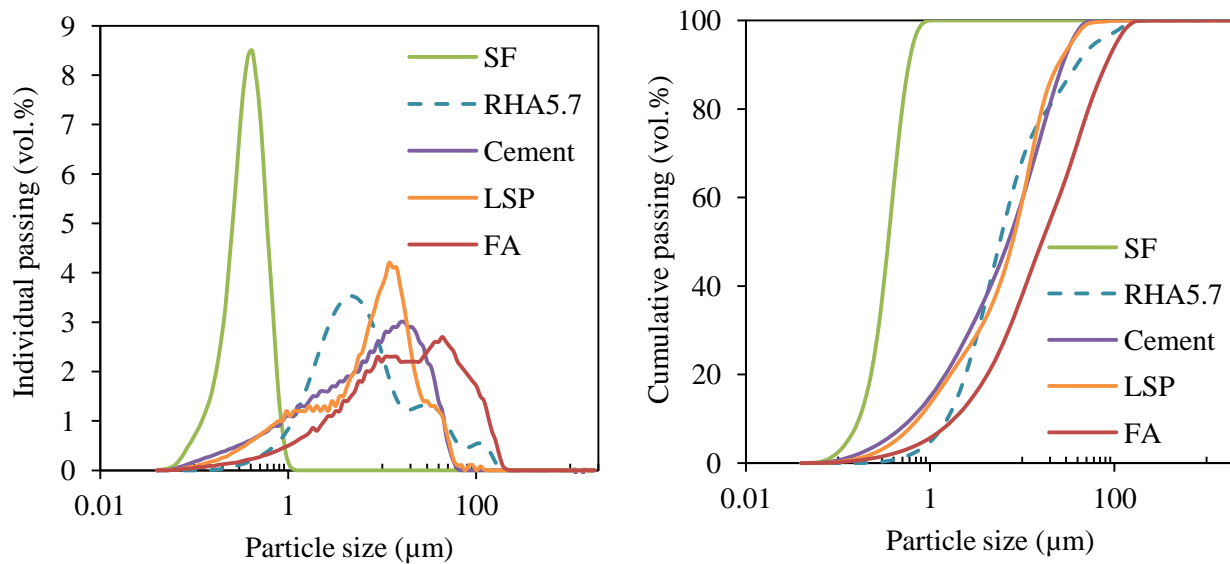 9
8
7
6
5
4
3
2
1
0
Individual passing (vol.%)
SF
RHA5.7
Cement
LSP
FA
0.01
1
100
Particle size (µm)
100
80
60
40
20
0
Cumulative passing (vol.%)
SF
RHA5.7
Cement
LSP
FA
0.01
1
100
Particle size (µm)